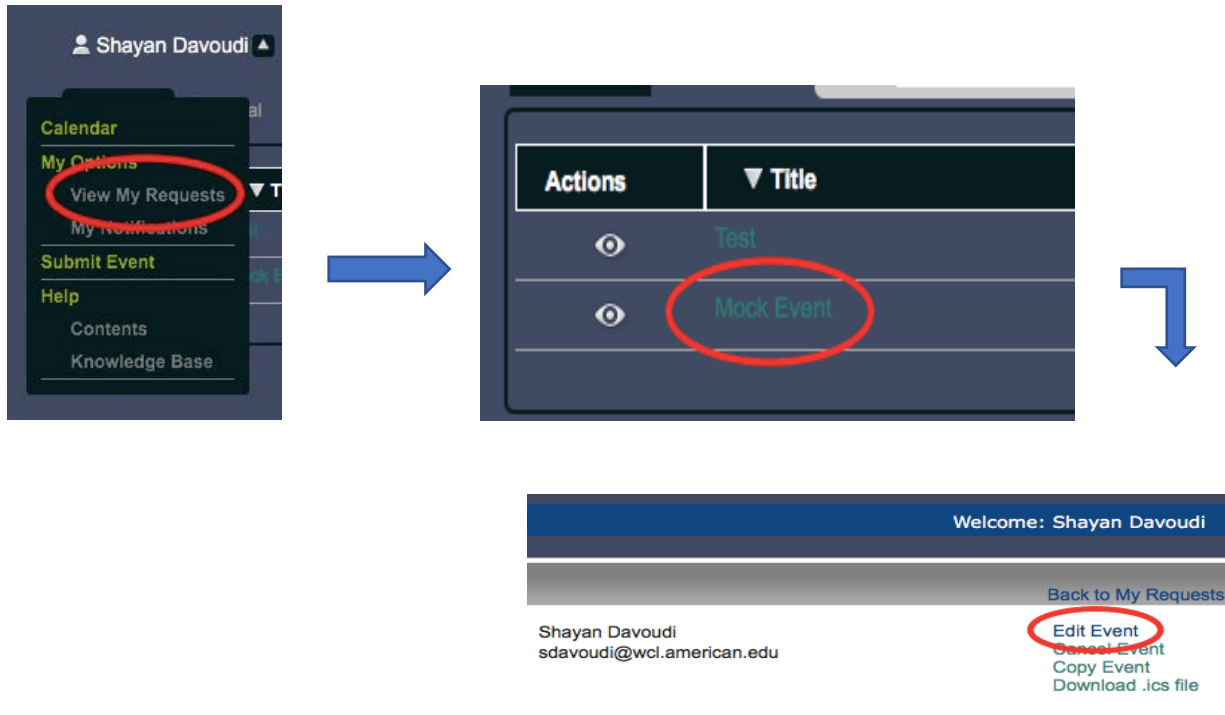 Shayan Davoudi
al
Calendar
My Options
View My Requests
▼ T
My Notifications
Submit Event
ck E
Help
Contents
Knowledge Base
Actions
▼ Title
Test
Mock Event
Welcome: Shayan Davoudi
Back to My Requests
Shayan Davoudi
Edit Event
sdavoudi@wcl.american.edu
Cancel Event
Copy Event
Download .ics file